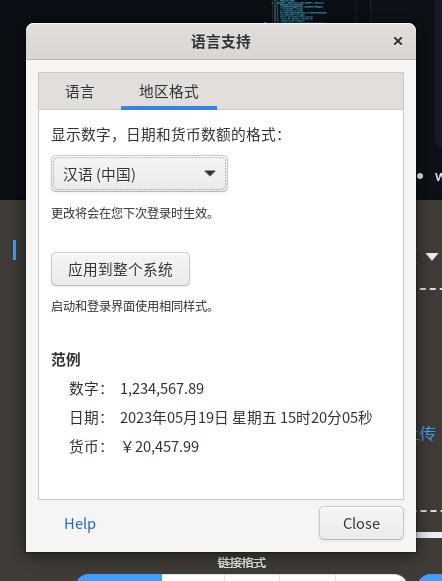 语言支持
×
语言
地区格式
显示数字，日期和货币数额的格式：
汉语 (中国)
更改将会在您下次登录时生效。
应用到整个系统
启动和登录界面使用相同样式。
范例
数字： 1,234,567.89
日期： 2023年05月19日 星期五 15时20分05秒
货币： ￥20,457.99
传
Help
Close
链接格式